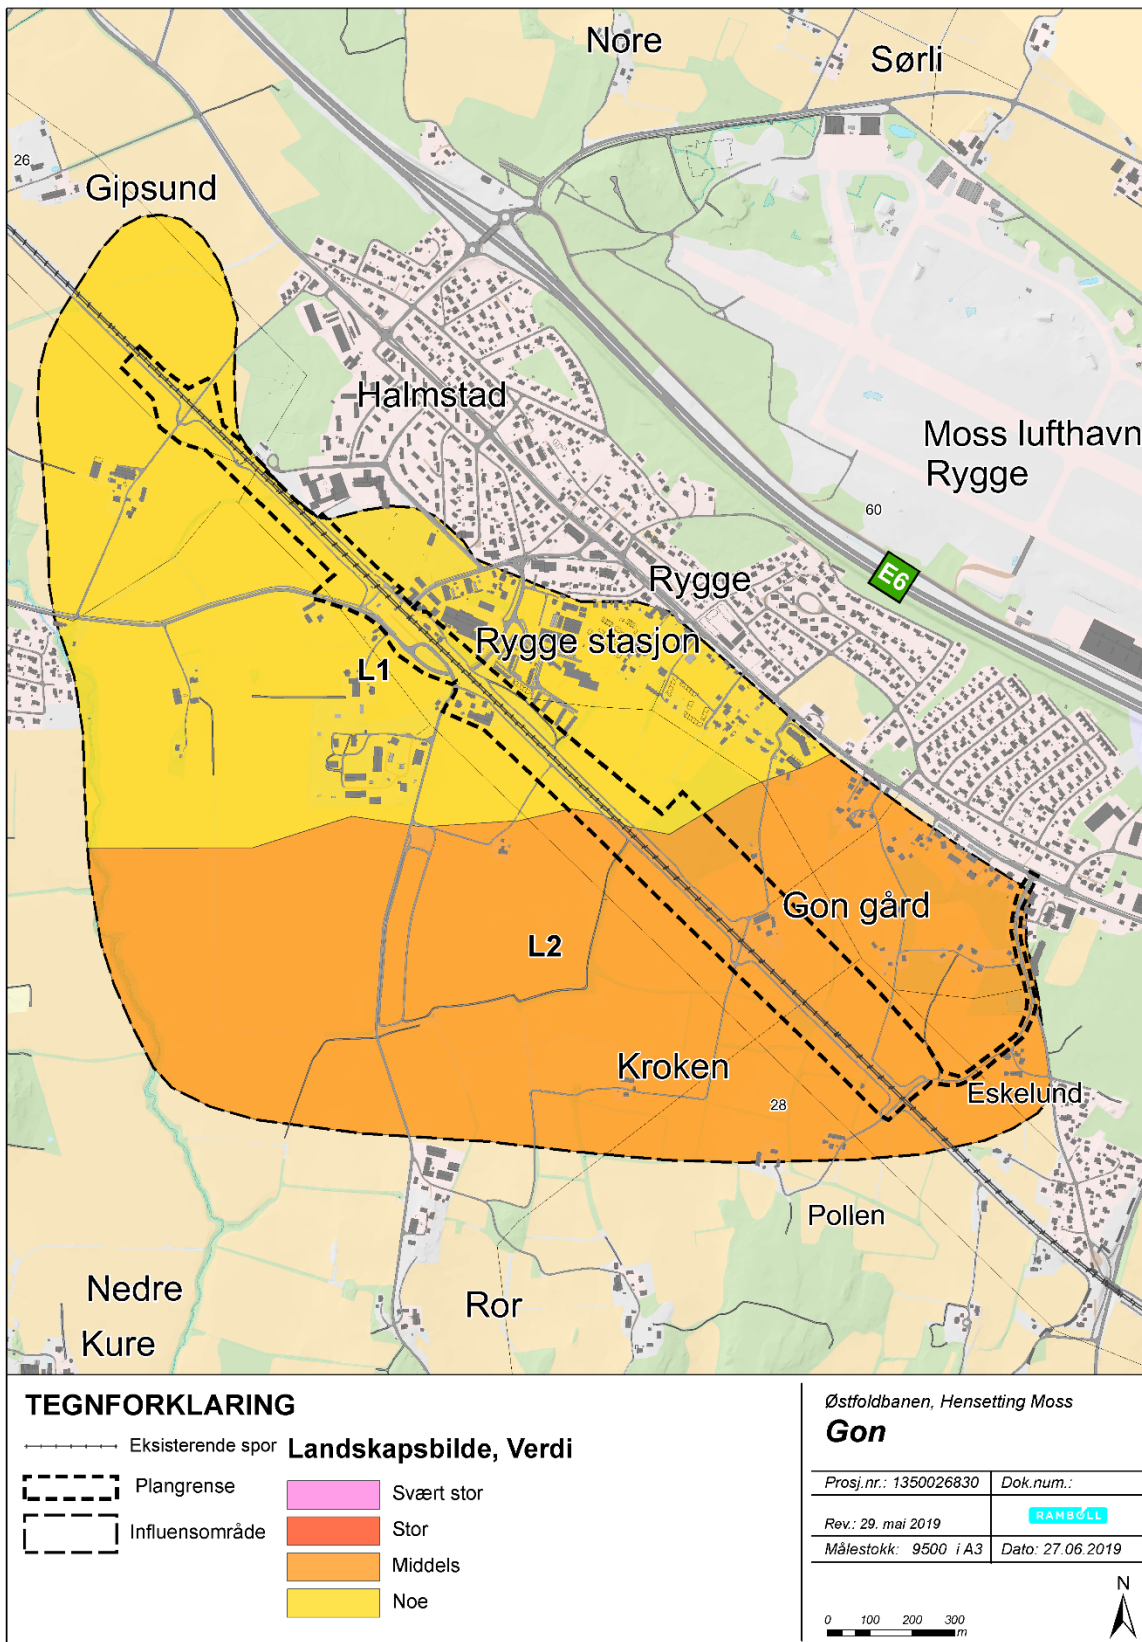 Nore
Sørli
26
Gipsund
Halmstad
Moss lufthavn
Rygge
60
E6
Rygge
Rygge stasjon
L1
Gon gård
L2
Kroken
28
Eskelund
Pollen
Nedre
Kure
Ror
TEGNFORKLARING
Eksisterende spor
Plangrense
Influensområde
Landskapsbilde, Verdi
Svært stor
Stor
Middels
Noe
Østfoldbanen, Hensetting Moss
Gon
Prosj.nr.: 1350026830
Dok.num.:
Rev.: 29. mai 2019
RAMBOLL
Målestokk: 9500 i A3
Dato: 27.06.2019
N
0 100 200 300
m